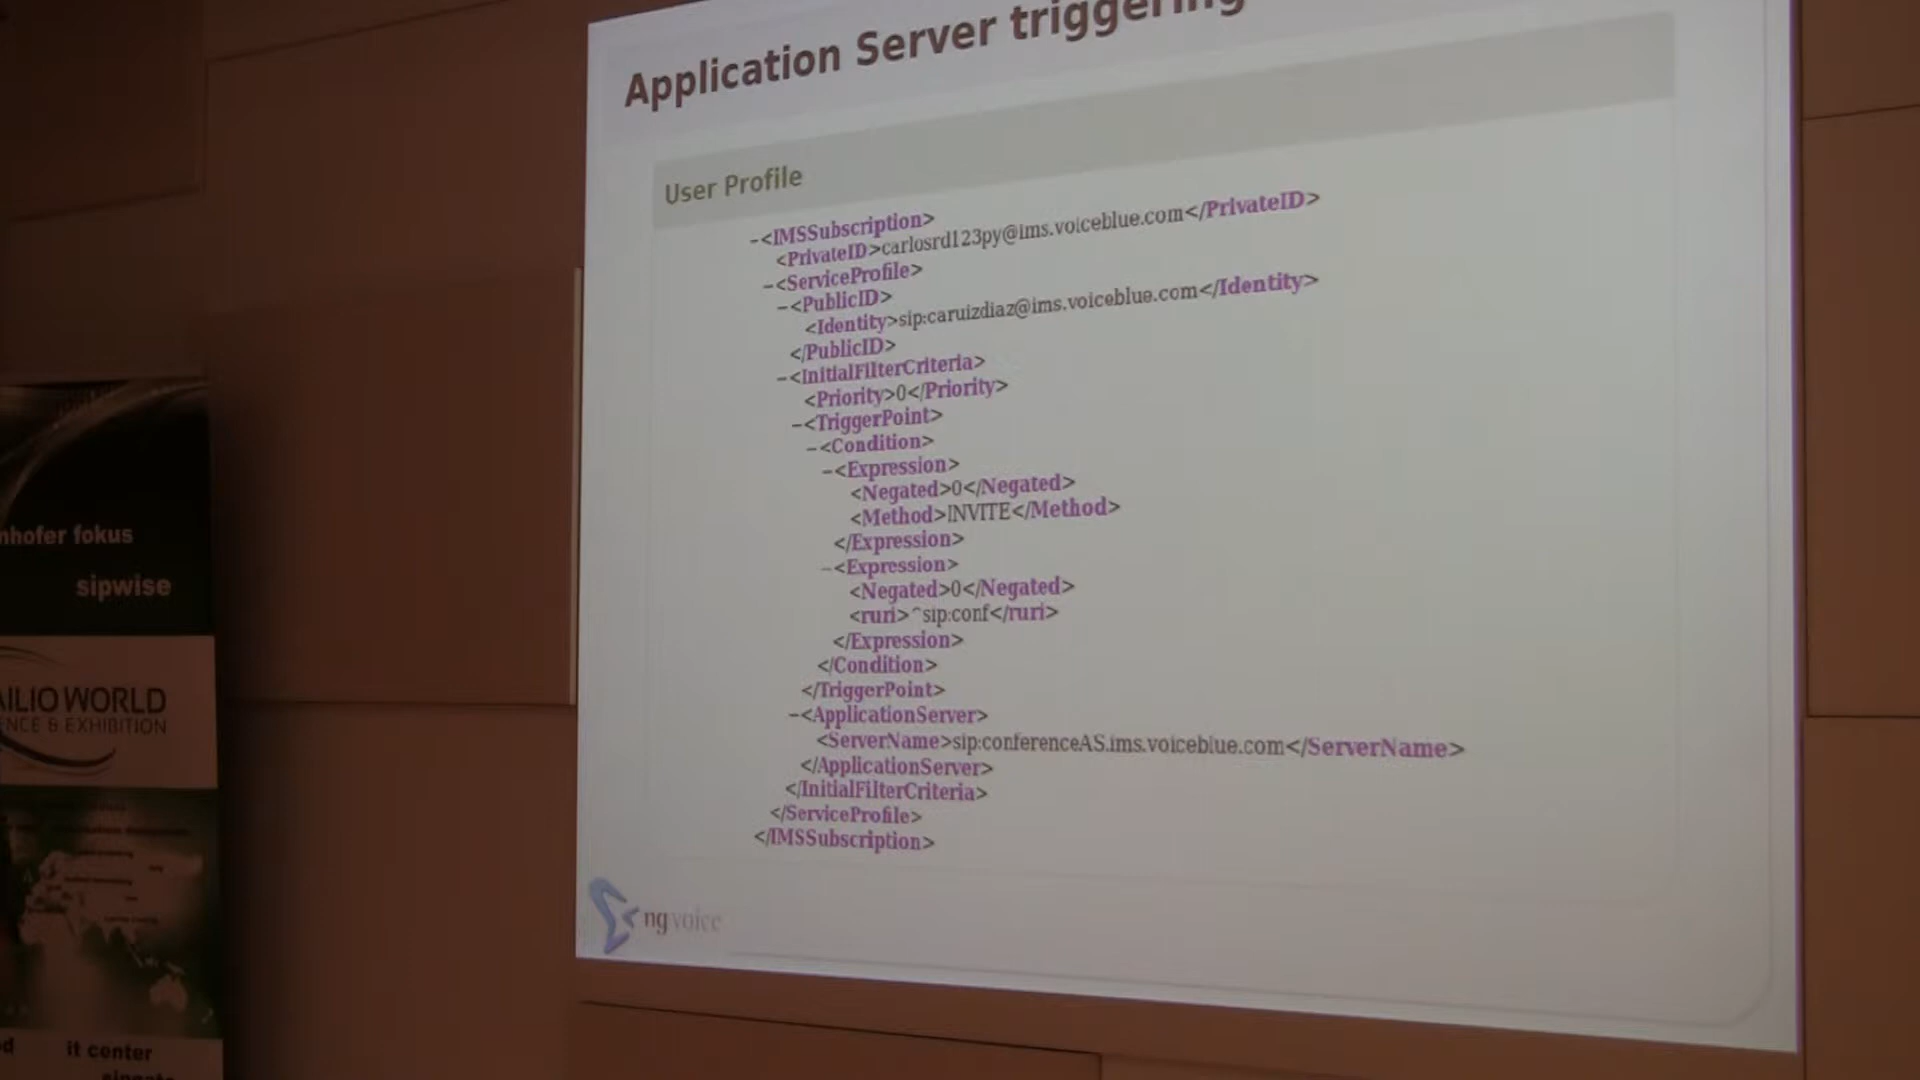 Application Server triggering
User Profile
−<IMSSubscription>
<PrivateID>carlosrd123py@ims.voiceblue.com</PrivateID>
−<ServiceProfile>
−<PublicID>
<Identity>sip:caruizdiaz@ims.voiceblue.com</Identity>
</PublicID>
−<InitialFilterCriteria>
<Priority>0</Priority>
−<TriggerPoint>
−<Condition>
−<Expression>
<Negated>0</Negated>
<Method>INVITE</Method>
</Expression>
−<Expression>
<Negated>0</Negated>
<ruri>^sip:conf</ruri>
</Expression>
</Condition>
</TriggerPoint>
−<ApplicationServer>
<ServerName>sip:conferenceAS.ims.voiceblue.com</ServerName>
</ApplicationServer>
</InitialFilterCriteria>
</ServiceProfile>
</IMSSubscription>
ng voice
nhofer fokus
sipwise
AILIO WORLD
NCE & EXHIBITION
d it center